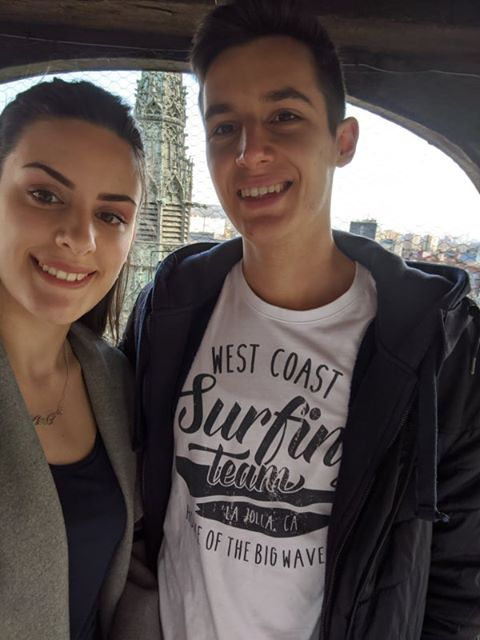 WEST COAST
Surfin
team
LA JOLLA, CA
OF THE BIG WAVE